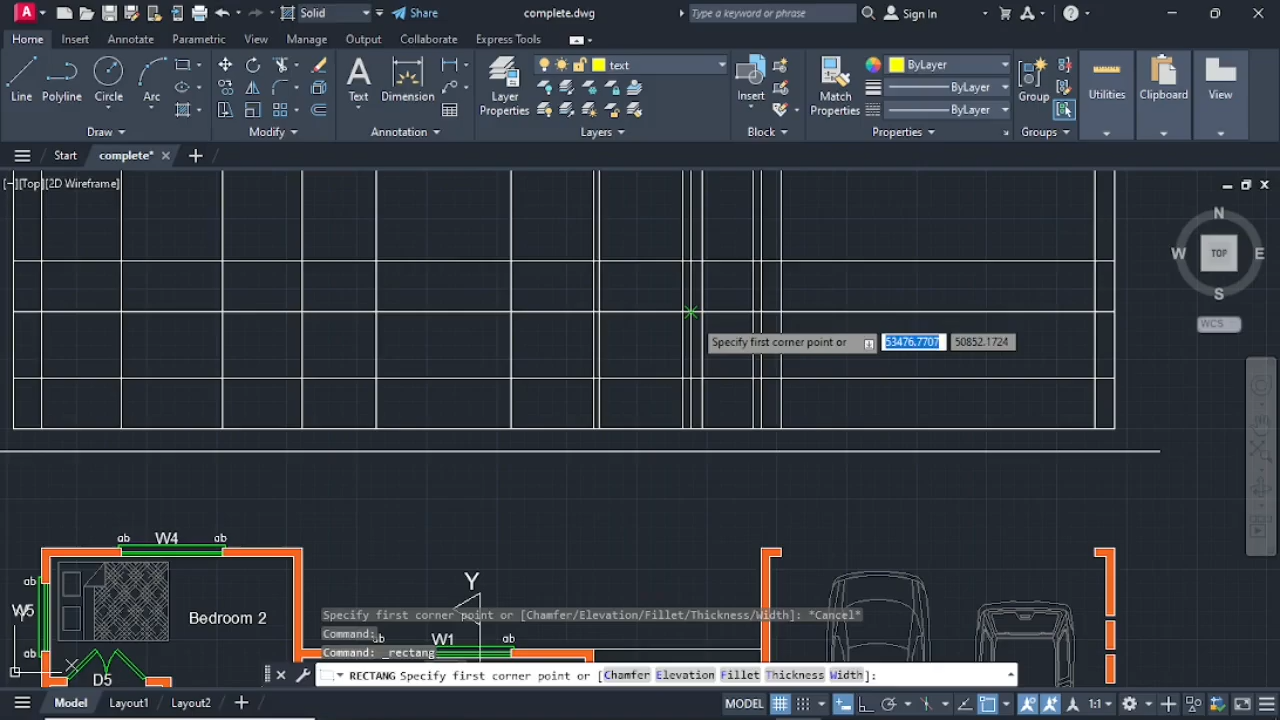 A Solid Share complete.dwg Type a keyword or phrase Sign In
Home Insert Annotate Parametric View Manage Output Collaborate Express Tools
text ByLayer
Line Polyline Circle Arc Text Dimension Layer Properties Insert Match Properties ByLayer ByLayer Group Utilities Clipboard View
Draw Modify Annotation Layers Block Properties Groups
Start complete*
[−][Top][2D Wireframe]
N
W TOP E
S
WCS
Specify first corner point or 53476.7707 50852.1724
ab W4 ab
ab
Y
W5 Bedroom 2
Specify first corner point or [Chamfer/Elevation/Fillet/Thickness/Width]: *Cancel*
Command:
ab W1 ab
ab Command: _rectang
D5
RECTANG Specify first corner point or [Chamfer Elevation Fillet Thickness Width]:
Model Layout1 Layout2 MODEL 1:1